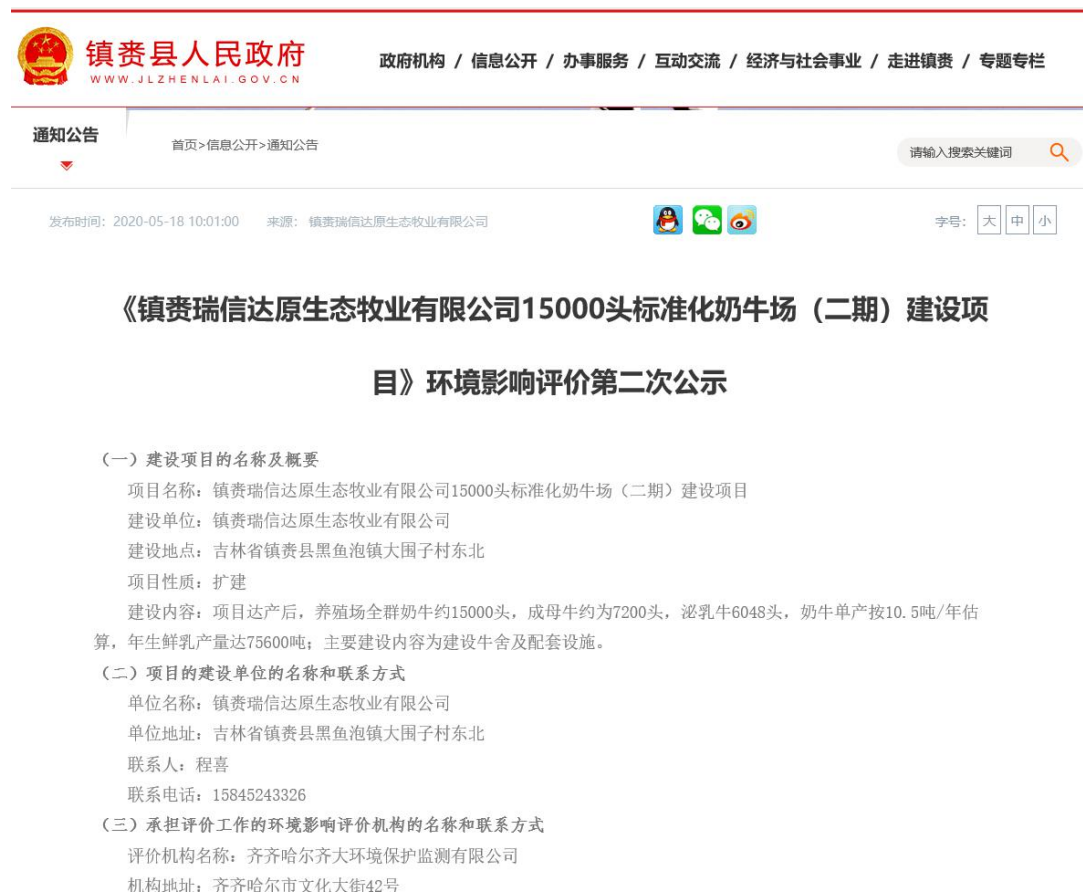 镇赉县人民政府
WWW.JLZHENLAI.GOV.CN
政府机构 / 信息公开 / 办事服务 / 互动交流 / 经济与社会事业 / 走进镇赉 / 专题专栏
通知公告
首页>信息公开>通知公告
请输入搜索关键词
发布时间：2020-05-18 10:01:00 来源： 镇赉瑞信达原生态牧业有限公司
字号： 大 中 小
《镇赉瑞信达原生态牧业有限公司15000头标准化奶牛场（二期）建设项
目》环境影响评价第二次公示
（一）建设项目的名称及概要
项目名称：镇赉瑞信达原生态牧业有限公司15000头标准化奶牛场（二期）建设项目
建设单位：镇赉瑞信达原生态牧业有限公司
建设地点：吉林省镇赉县黑鱼泡镇大围子村东北
项目性质：扩建
建设内容：项目达产后，养殖场全群奶牛约15000头，成母牛约为7200头，泌乳牛6048头，奶牛单产按10.5吨/年估
算，年生鲜乳产量达75600吨；主要建设内容为建设牛舍及配套设施。
（二）项目的建设单位的名称和联系方式
单位名称：镇赉瑞信达原生态牧业有限公司
单位地址：吉林省镇赉县黑鱼泡镇大围子村东北
联系人：程喜
联系电话：15845243326
（三）承担评价工作的环境影响评价机构的名称和联系方式
评价机构名称：齐齐哈尔齐大环境保护监测有限公司
机构地址：齐齐哈尔市文化大街42号